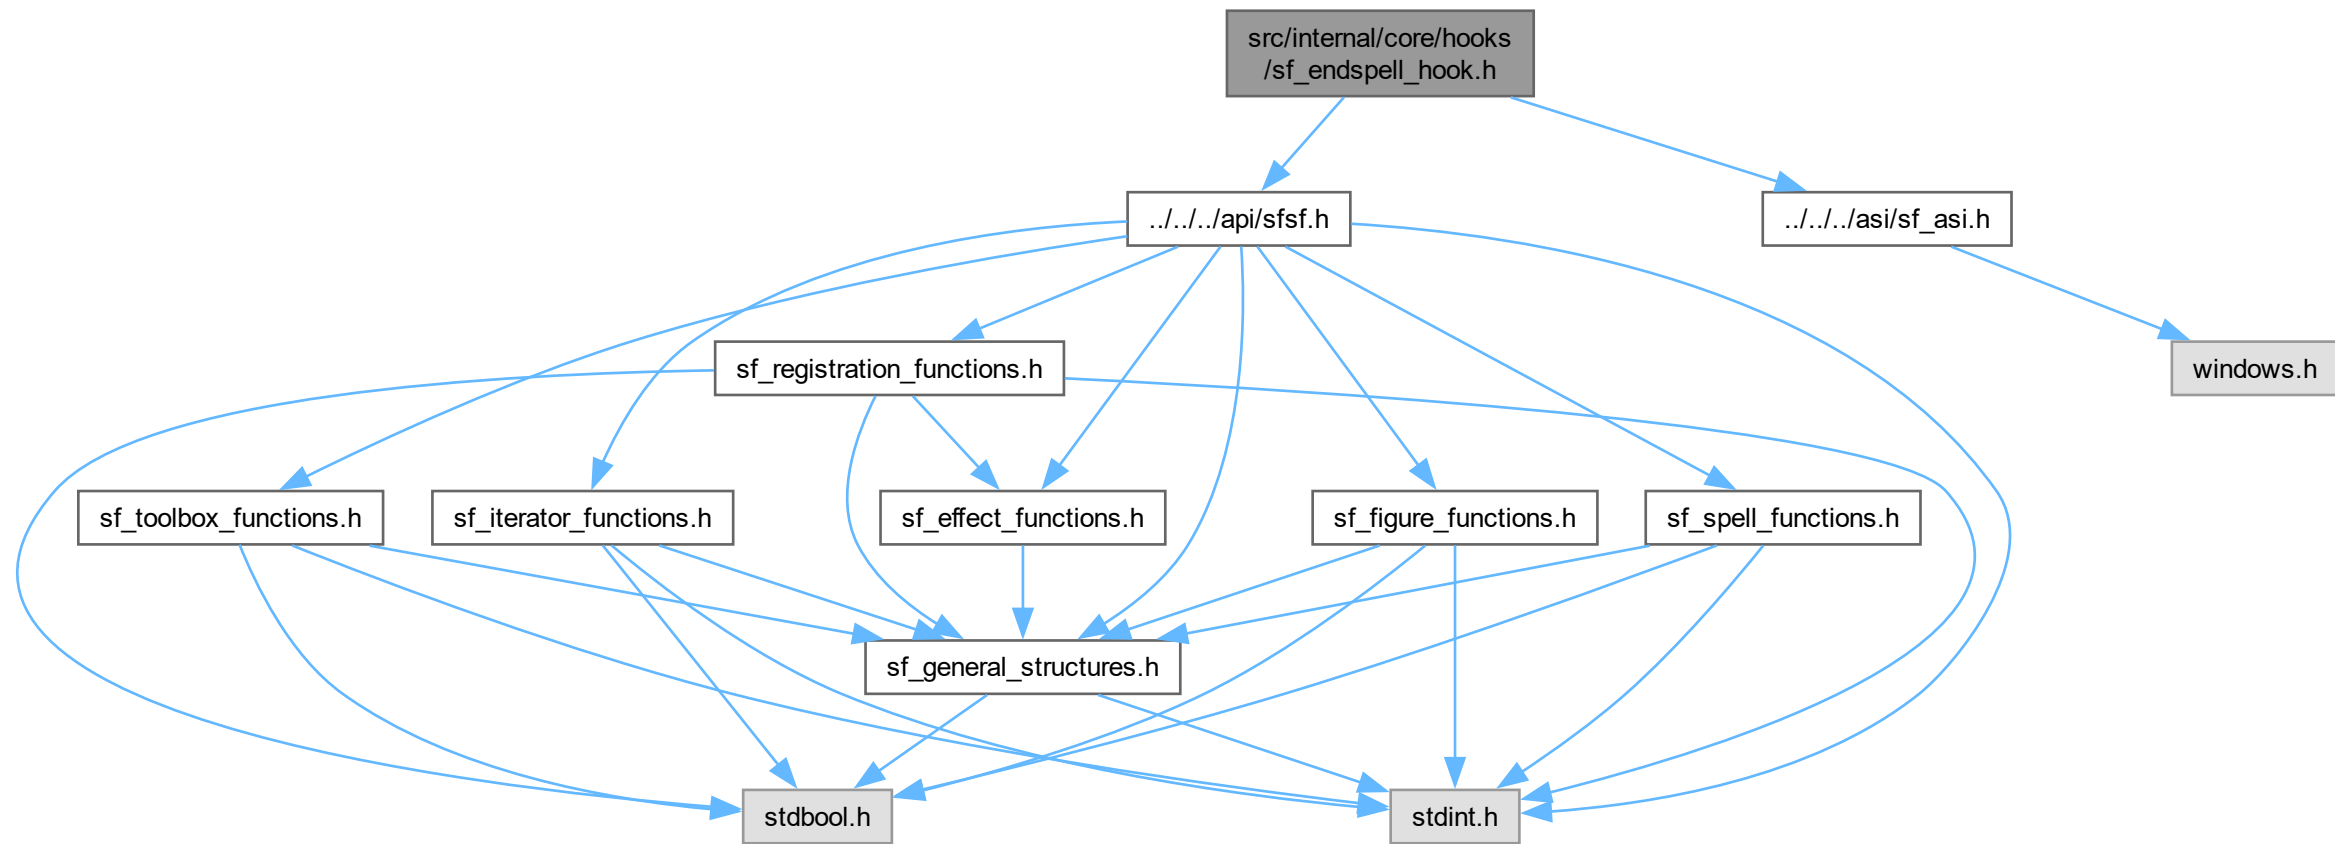 src/internal/core/hooks
/sf_endspell_hook.h
../../../api/sfsf.h
../../../asi/sf_asi.h
sf_registration_functions.h
windows.h
sf_toolbox_functions.h
sf_iterator_functions.h
sf_effect_functions.h
sf_figure_functions.h
sf_spell_functions.h
sf_general_structures.h
stdbool.h
stdint.h